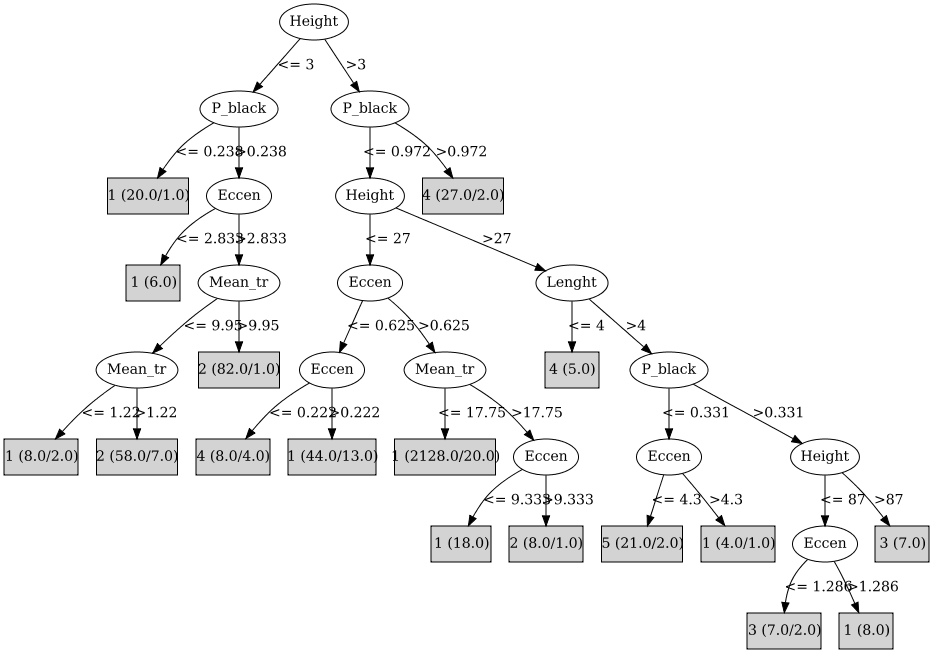 Height
<= 3 >3
P_black P_black
<= 0.238 >0.238 <= 0.972 >0.972
1 (20.0/1.0) Eccen Height 4 (27.0/2.0)
<= 2.833 >2.833 <= 27 >27
1 (6.0) Mean_tr Eccen Lenght
<= 9.95 >9.95 <= 0.625 >0.625 <= 4 >4
Mean_tr 2 (82.0/1.0) Eccen Mean_tr 4 (5.0) P_black
<= 1.22 >1.22 <= 0.222 >0.222 <= 17.75 >17.75 <= 0.331 >0.331
1 (8.0/2.0) 2 (58.0/7.0) 4 (8.0/4.0) 1 (44.0/13.0) 1 (2128.0/20.0) Eccen Eccen Height
<= 9.333 >9.333 <= 4.3 >4.3 <= 87 >87
1 (18.0) 2 (8.0/1.0) 5 (21.0/2.0) 1 (4.0/1.0) Eccen 3 (7.0)
<= 1.286 >1.286
3 (7.0/2.0) 1 (8.0)